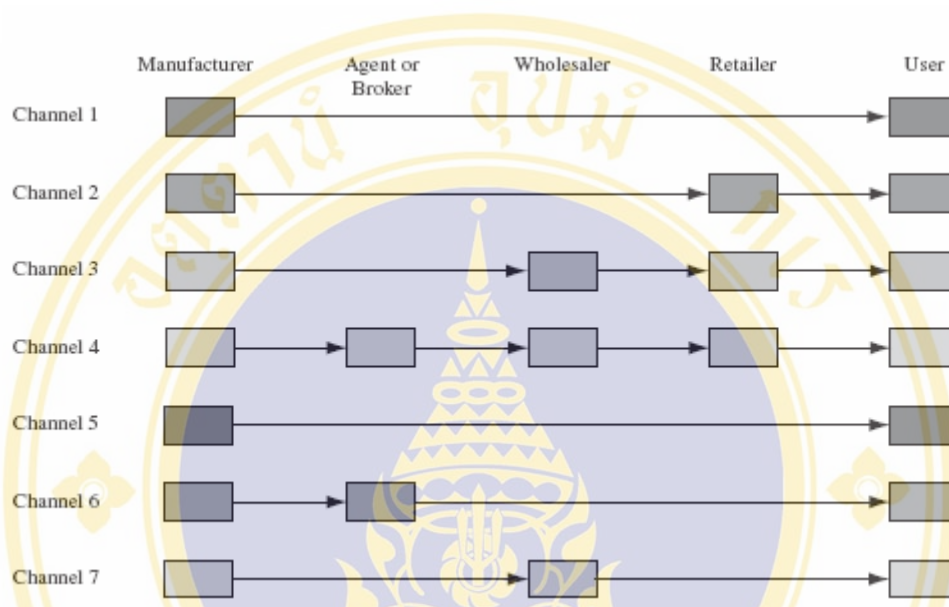 Manufacturer Agent or Broker Wholesaler Retailer User
Channel 1
Channel 2
Channel 3
Channel 4
Channel 5
Channel 6
Channel 7